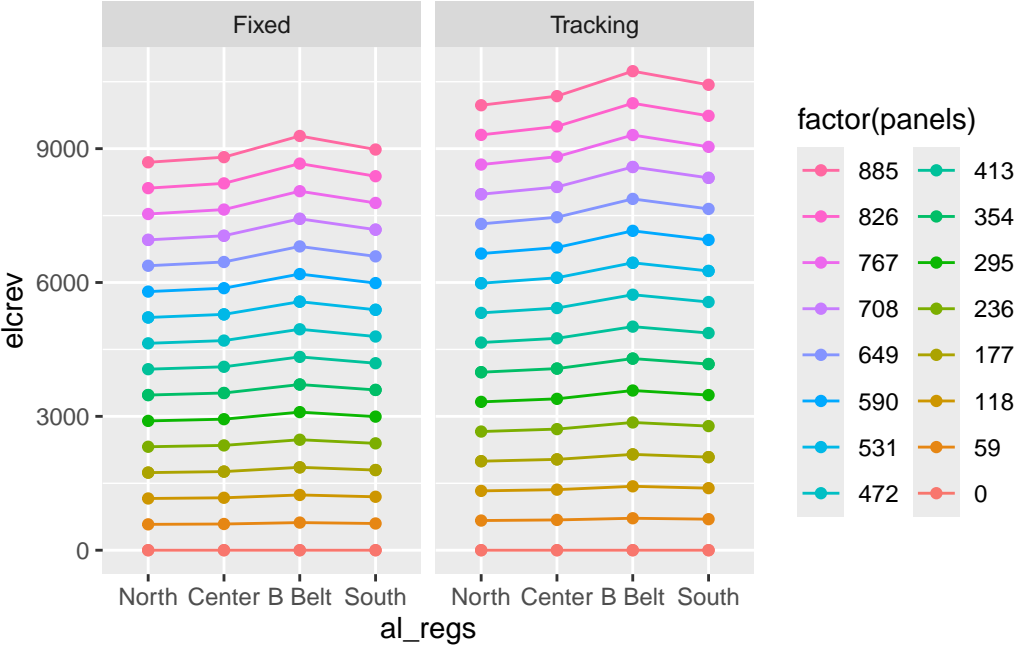 Fixed Tracking
9000
6000
3000
0
elcrev
North Center B Belt South North Center B Belt South
al_regs
factor(panels)
885 413
826 354
767 295
708 236
649 177
590 118
531 59
472 0